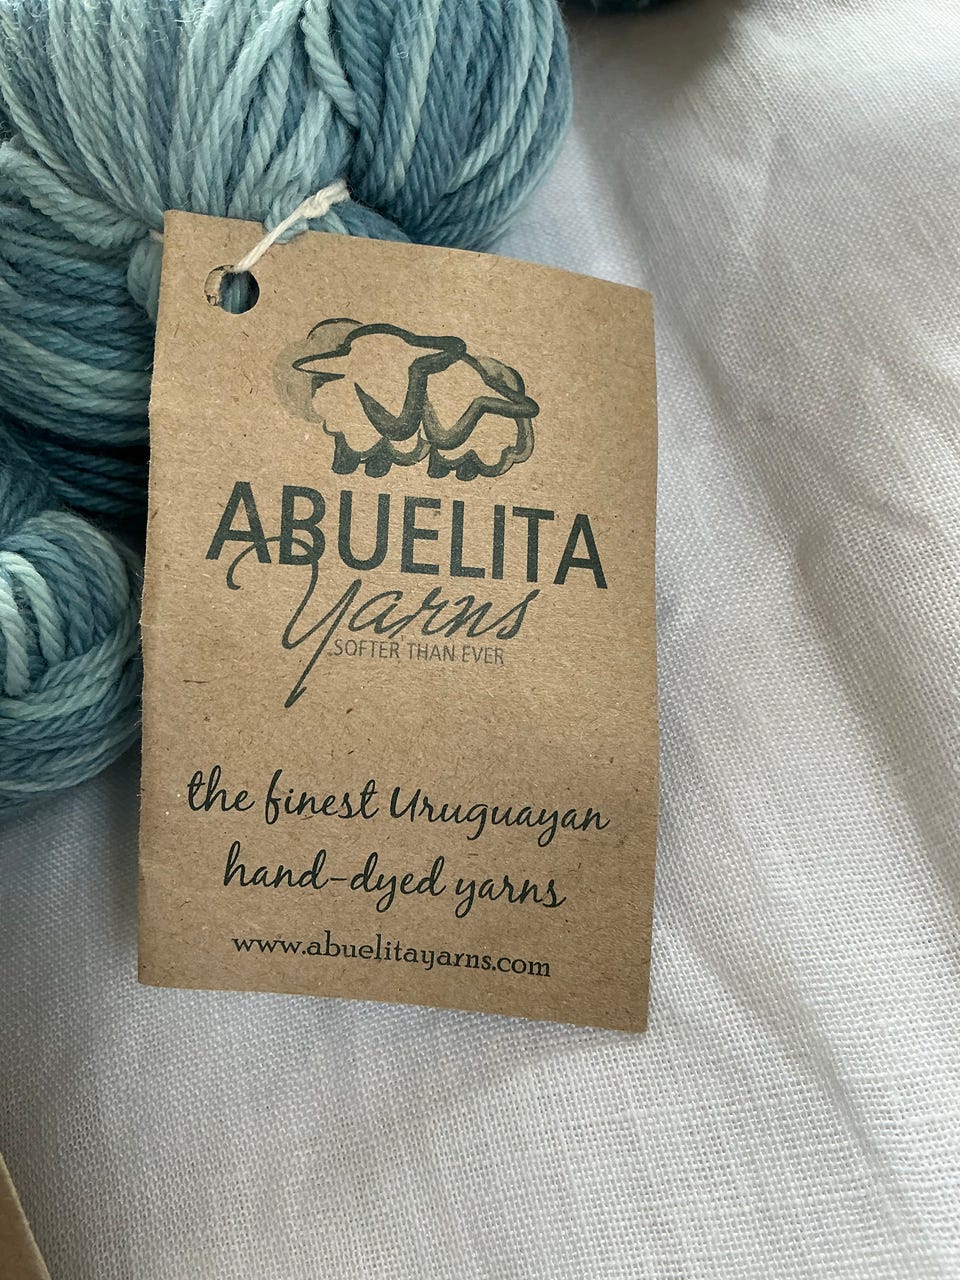 ABUELITA
Yarns
SOFTER THAN EVER
the finest Uruguayan
hand-dyed yarns
www.abuelitayarns.com